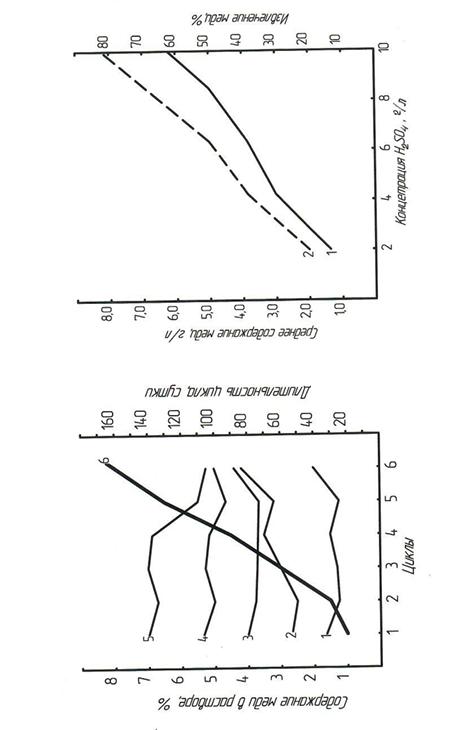 Содержание меди в растворе, %
8 7 6 5 4 3 2 1
Длительность цикла, сутки
160 140 120 100 80 60 40 20
6
5
4
3
2
1
1 2 3 4 5 6
Циклы
Среднее содержание меди, г/л
8,0 7,0 6,0 5,0 4,0 3,0 2,0 1,0
Извлечение меди, %
80 70 60 50 40 30 20 10
2
1
2 4 6 8 10
Концетрация H₂SO₄, г/л